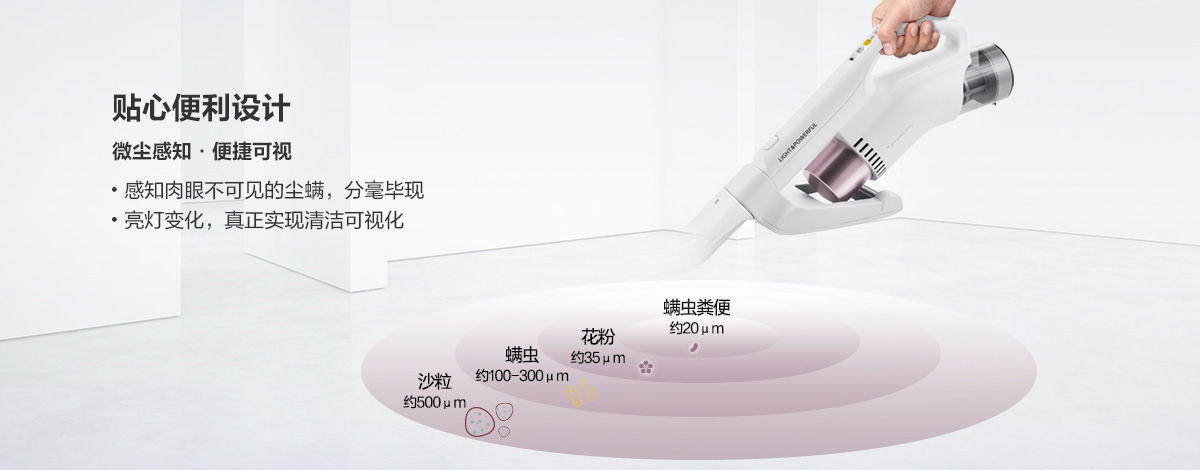 贴心便利设计
微尘感知 · 便捷可视
• 感知肉眼不可见的尘螨，分毫毕现
• 亮灯变化，真正实现清洁可视化
LIGHT&POWERFUL
螨虫粪便
约20μm
花粉
约35μm
螨虫
约100-300μm
沙粒
约500μm